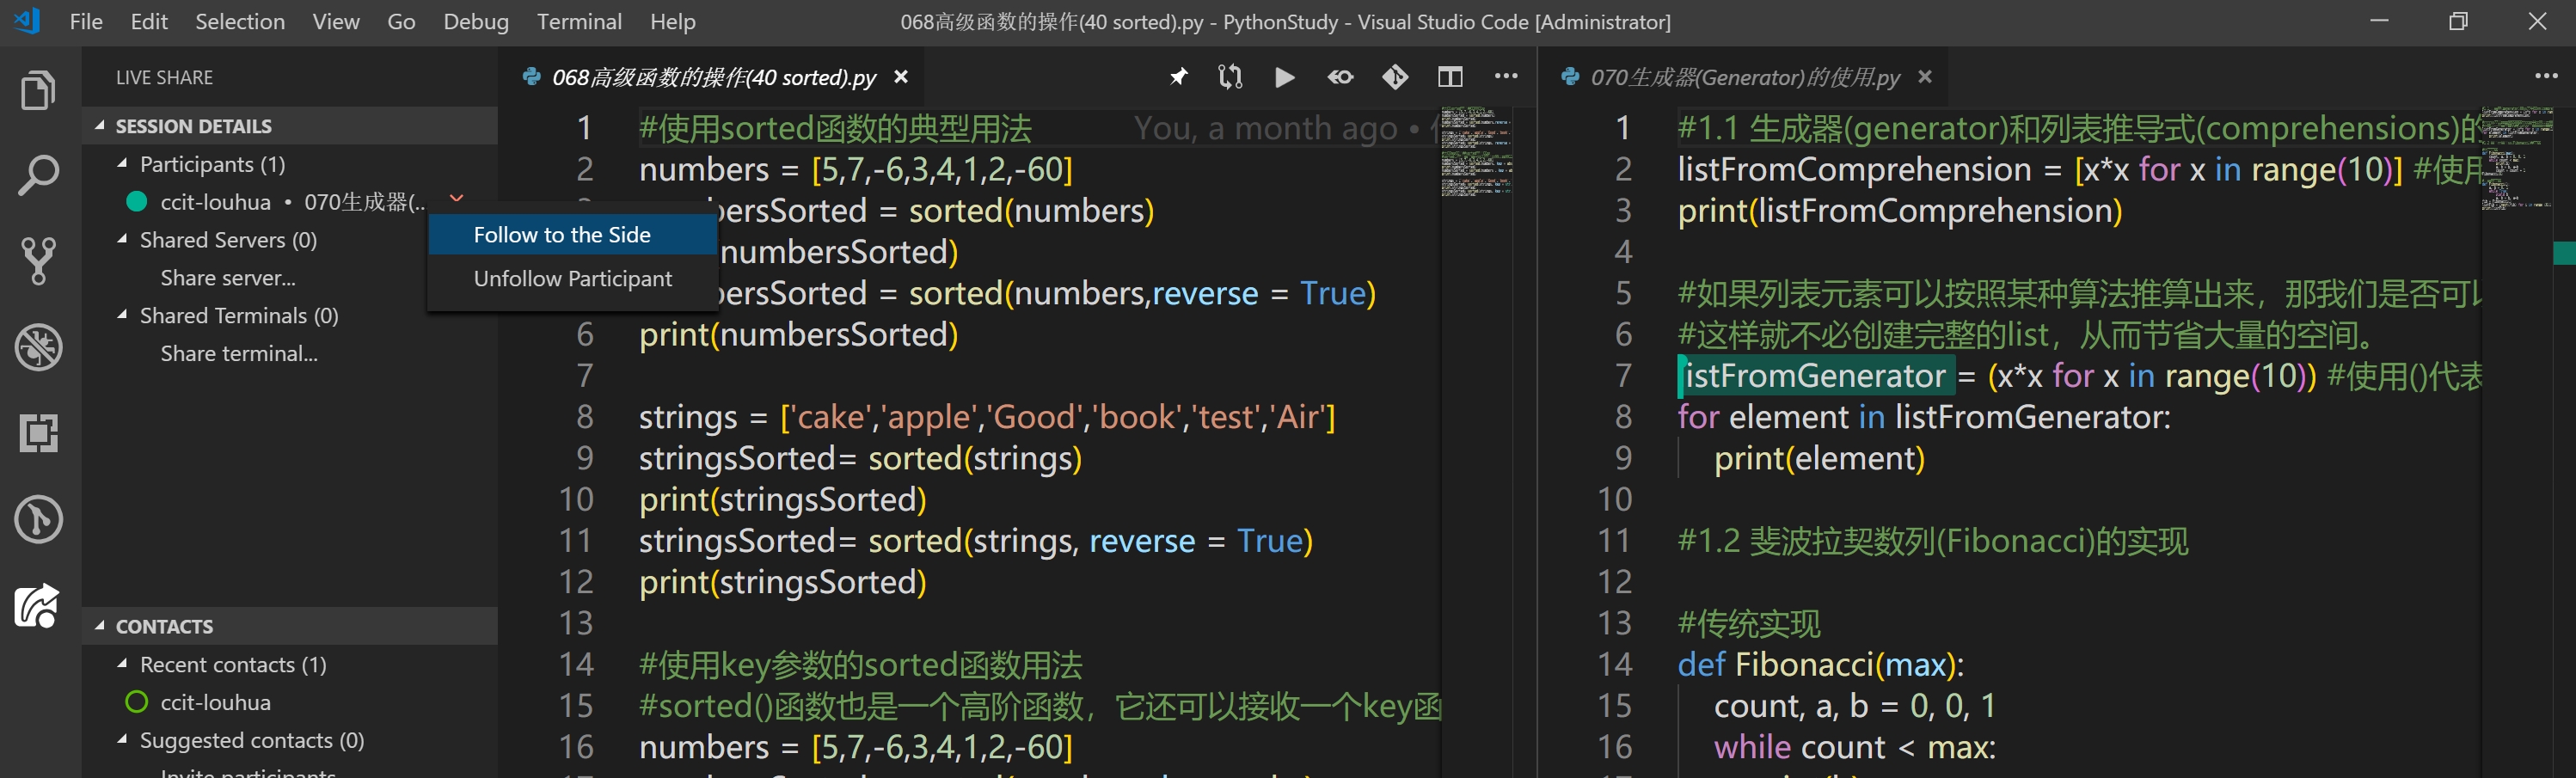 File Edit Selection View Go Debug Terminal Help
068高级函数的操作(40 sorted).py - PythonStudy - Visual Studio Code [Administrator]
LIVE SHARE
SESSION DETAILS
Participants (1)
ccit-louhua • 070生成器(...
Shared Servers (0)
Share server...
Shared Terminals (0)
Share terminal...
CONTACTS
Recent contacts (1)
ccit-louhua
Suggested contacts (0)
Invite participants
Follow to the Side
Unfollow Participant
068高级函数的操作(40 sorted).py
1 #使用sorted函数的典型用法 You, a month ago •
2 numbers = [5,7,-6,3,4,1,2,-60]
bersSorted = sorted(numbers)
numbersSorted)
bersSorted = sorted(numbers,reverse = True)
6 print(numbersSorted)
7
8 strings = ['cake','apple','Good','book','test','Air']
9 stringsSorted= sorted(strings)
10 print(stringsSorted)
11 stringsSorted= sorted(strings, reverse = True)
12 print(stringsSorted)
13
14 #使用key参数的sorted函数用法
15 #sorted()函数也是一个高阶函数，它还可以接收一个key函
16 numbers = [5,7,-6,3,4,1,2,-60]
070生成器(Generator)的使用.py
1 #1.1 生成器(generator)和列表推导式(comprehensions)的
2 listFromComprehension = [x*x for x in range(10)] #使用
3 print(listFromComprehension)
4
5 #如果列表元素可以按照某种算法推算出来，那我们是否可以
6 #这样就不必创建完整的list，从而节省大量的空间。
7 listFromGenerator = (x*x for x in range(10)) #使用()代表
8 for element in listFromGenerator:
9 print(element)
10
11 #1.2 斐波拉契数列(Fibonacci)的实现
12
13 #传统实现
14 def Fibonacci(max):
15 count, a, b = 0, 0, 1
16 while count < max: